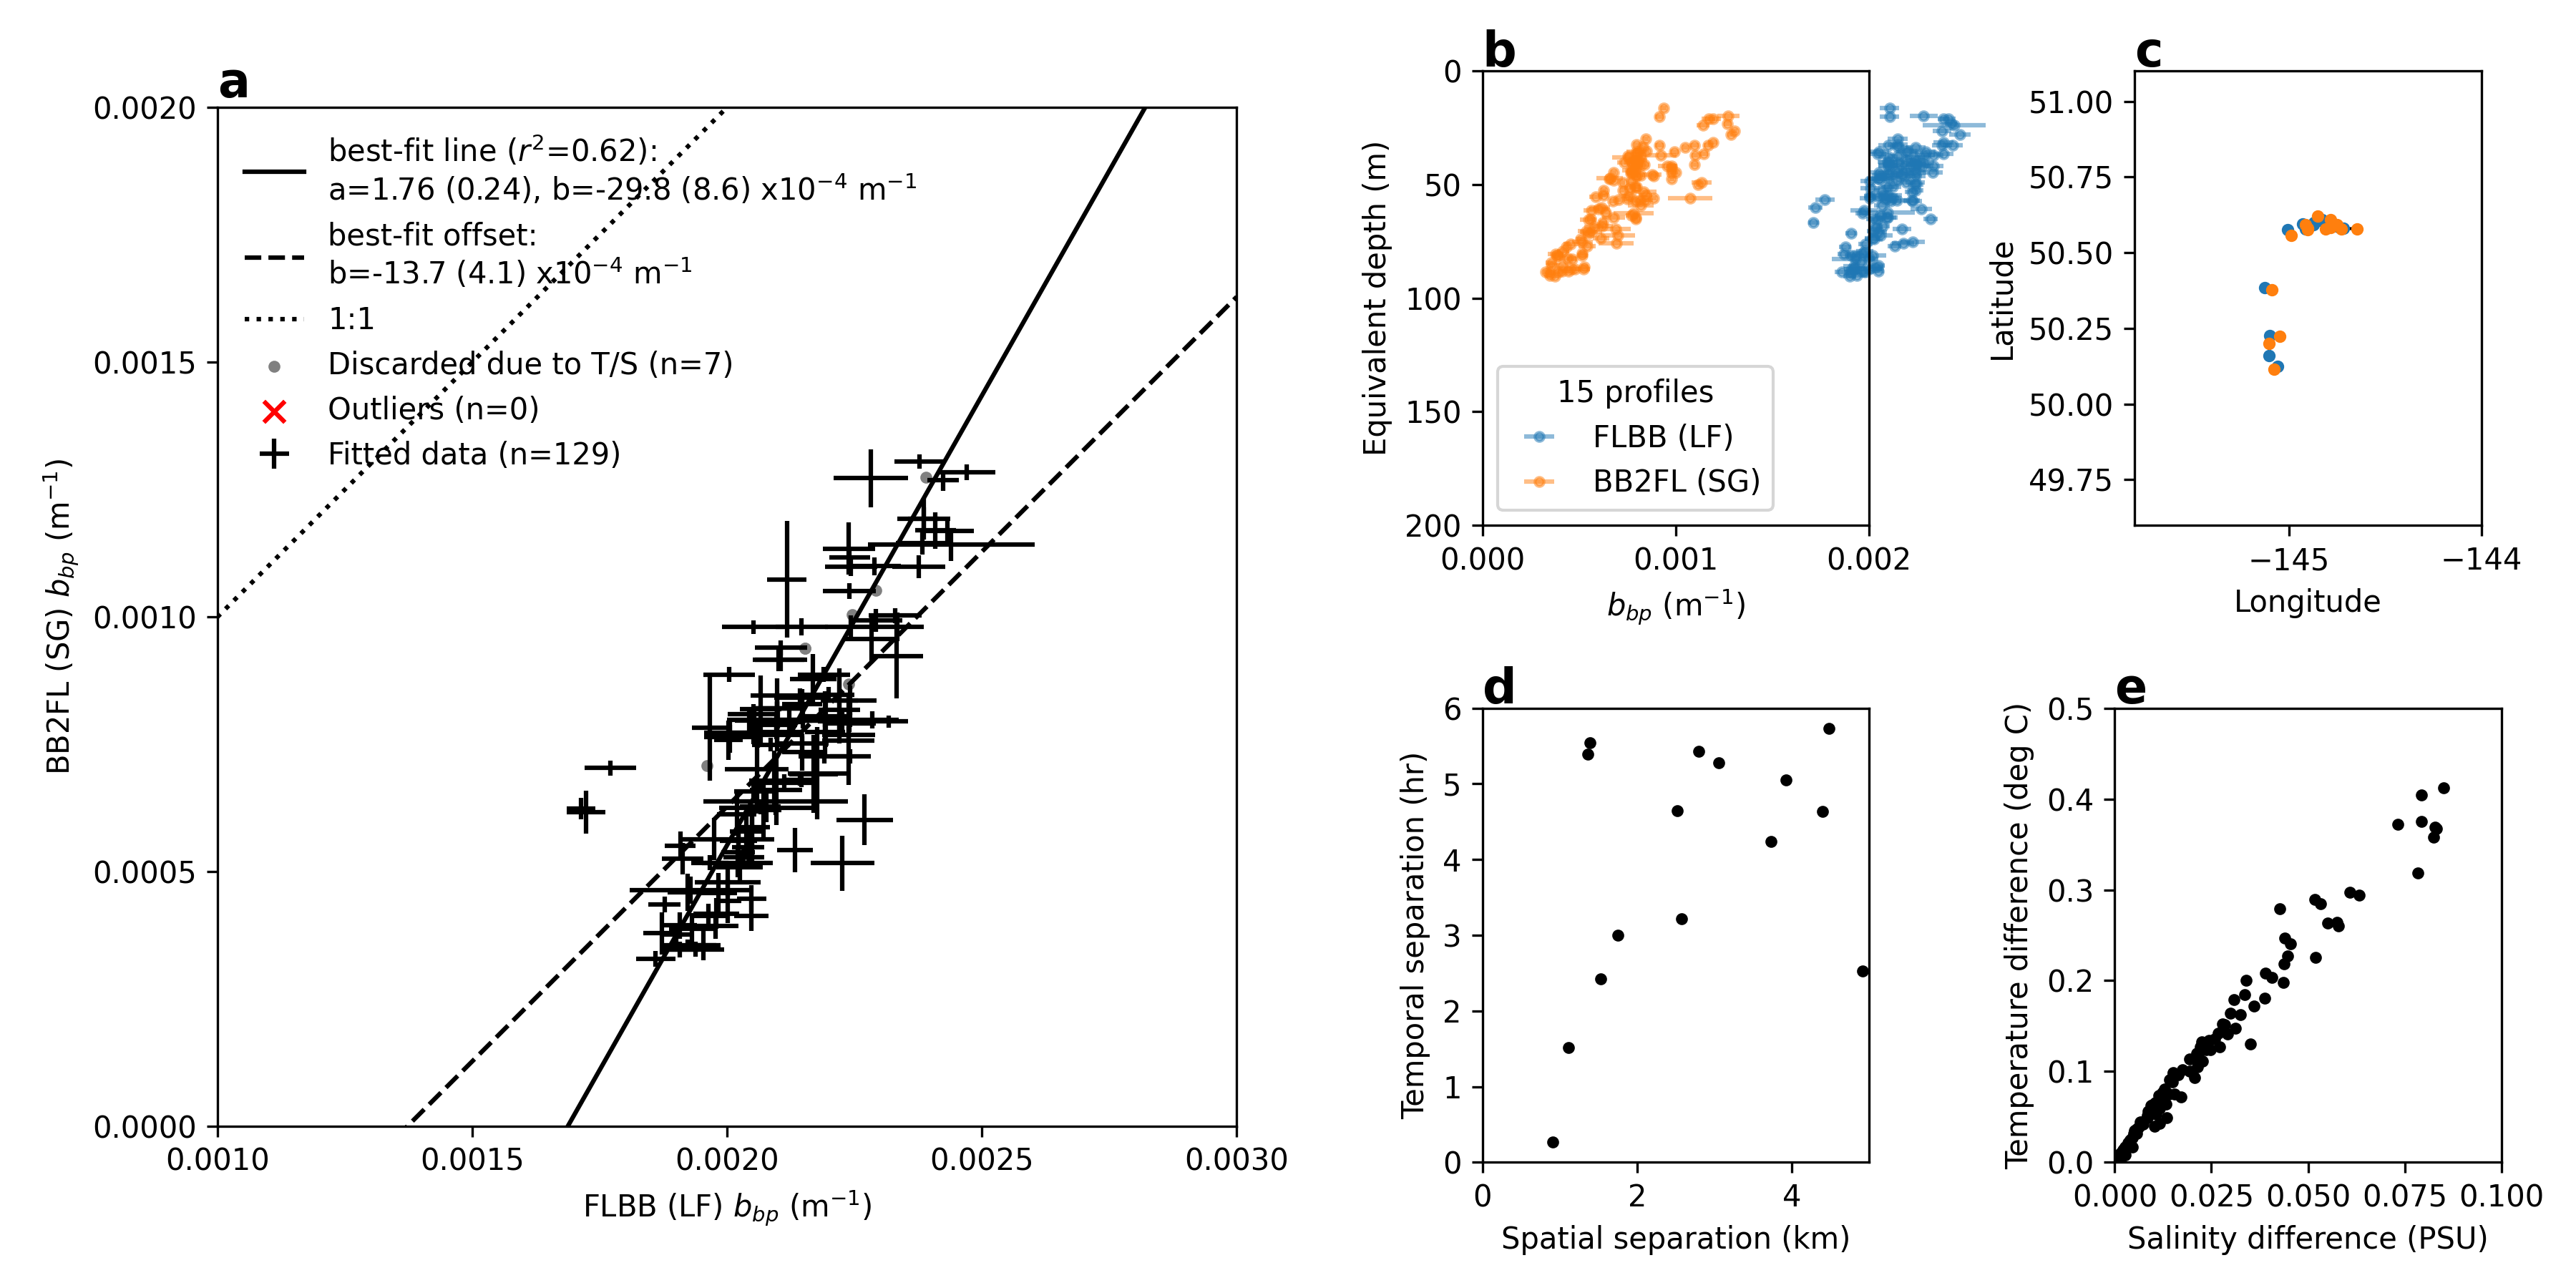 a
best-fit line (r²=0.62):
a=1.76 (0.24), b=-29.8 (8.6) x10⁻⁴ m⁻¹
best-fit offset:
b=-13.7 (4.1) x10⁻⁴ m⁻¹
1:1
Discarded due to T/S (n=7)
Outliers (n=0)
Fitted data (n=129)
0.0020
0.0015
0.0010
0.0005
0.0000
BB2FL (SG) b_bp (m⁻¹)
0.0010 0.0015 0.0020 0.0025 0.0030
FLBB (LF) b_bp (m⁻¹)
b
0
50
100
150
200
Equivalent depth (m)
15 profiles
FLBB (LF)
BB2FL (SG)
0.000 0.001 0.002
b_bp (m⁻¹)
c
51.00
50.75
50.50
50.25
50.00
49.75
Latitude
−145 −144
Longitude
d
6
5
4
3
2
1
0
Temporal separation (hr)
0 2 4
Spatial separation (km)
e
0.5
0.4
0.3
0.2
0.1
0.0
Temperature difference (deg C)
0.000 0.025 0.050 0.075 0.100
Salinity difference (PSU)